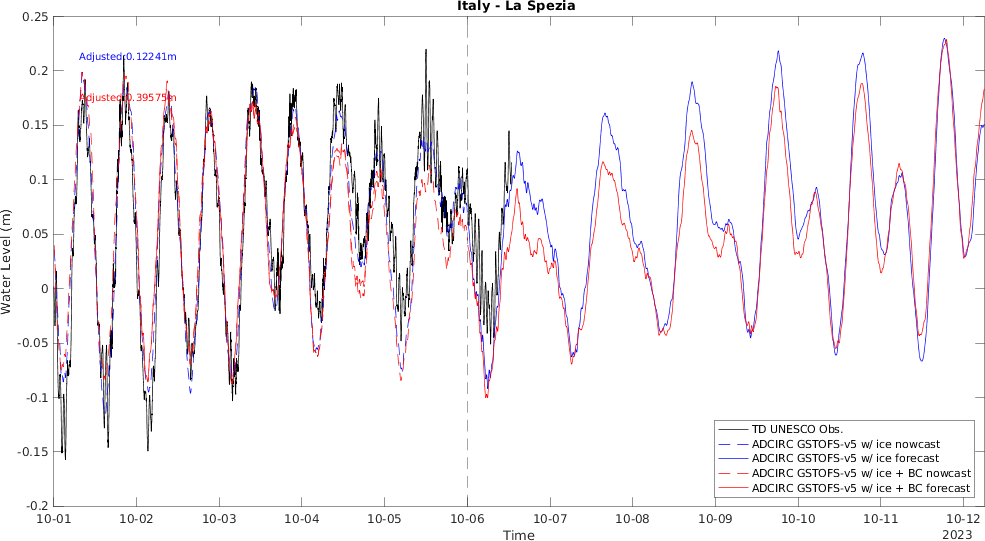 Italy - La Spezia
Adjusted:0.12241m
Adjusted:0.39575m
Water Level (m)
0.25
0.2
0.15
0.1
0.05
0
-0.05
-0.1
-0.15
-0.2
TD UNESCO Obs.
ADCIRC GSTOFS-v5 w/ ice nowcast
ADCIRC GSTOFS-v5 w/ ice forecast
ADCIRC GSTOFS-v5 w/ ice + BC nowcast
ADCIRC GSTOFS-v5 w/ ice + BC forecast
10-01 10-02 10-03 10-04 10-05 10-06 10-07 10-08 10-09 10-10 10-11 10-12
2023
Time